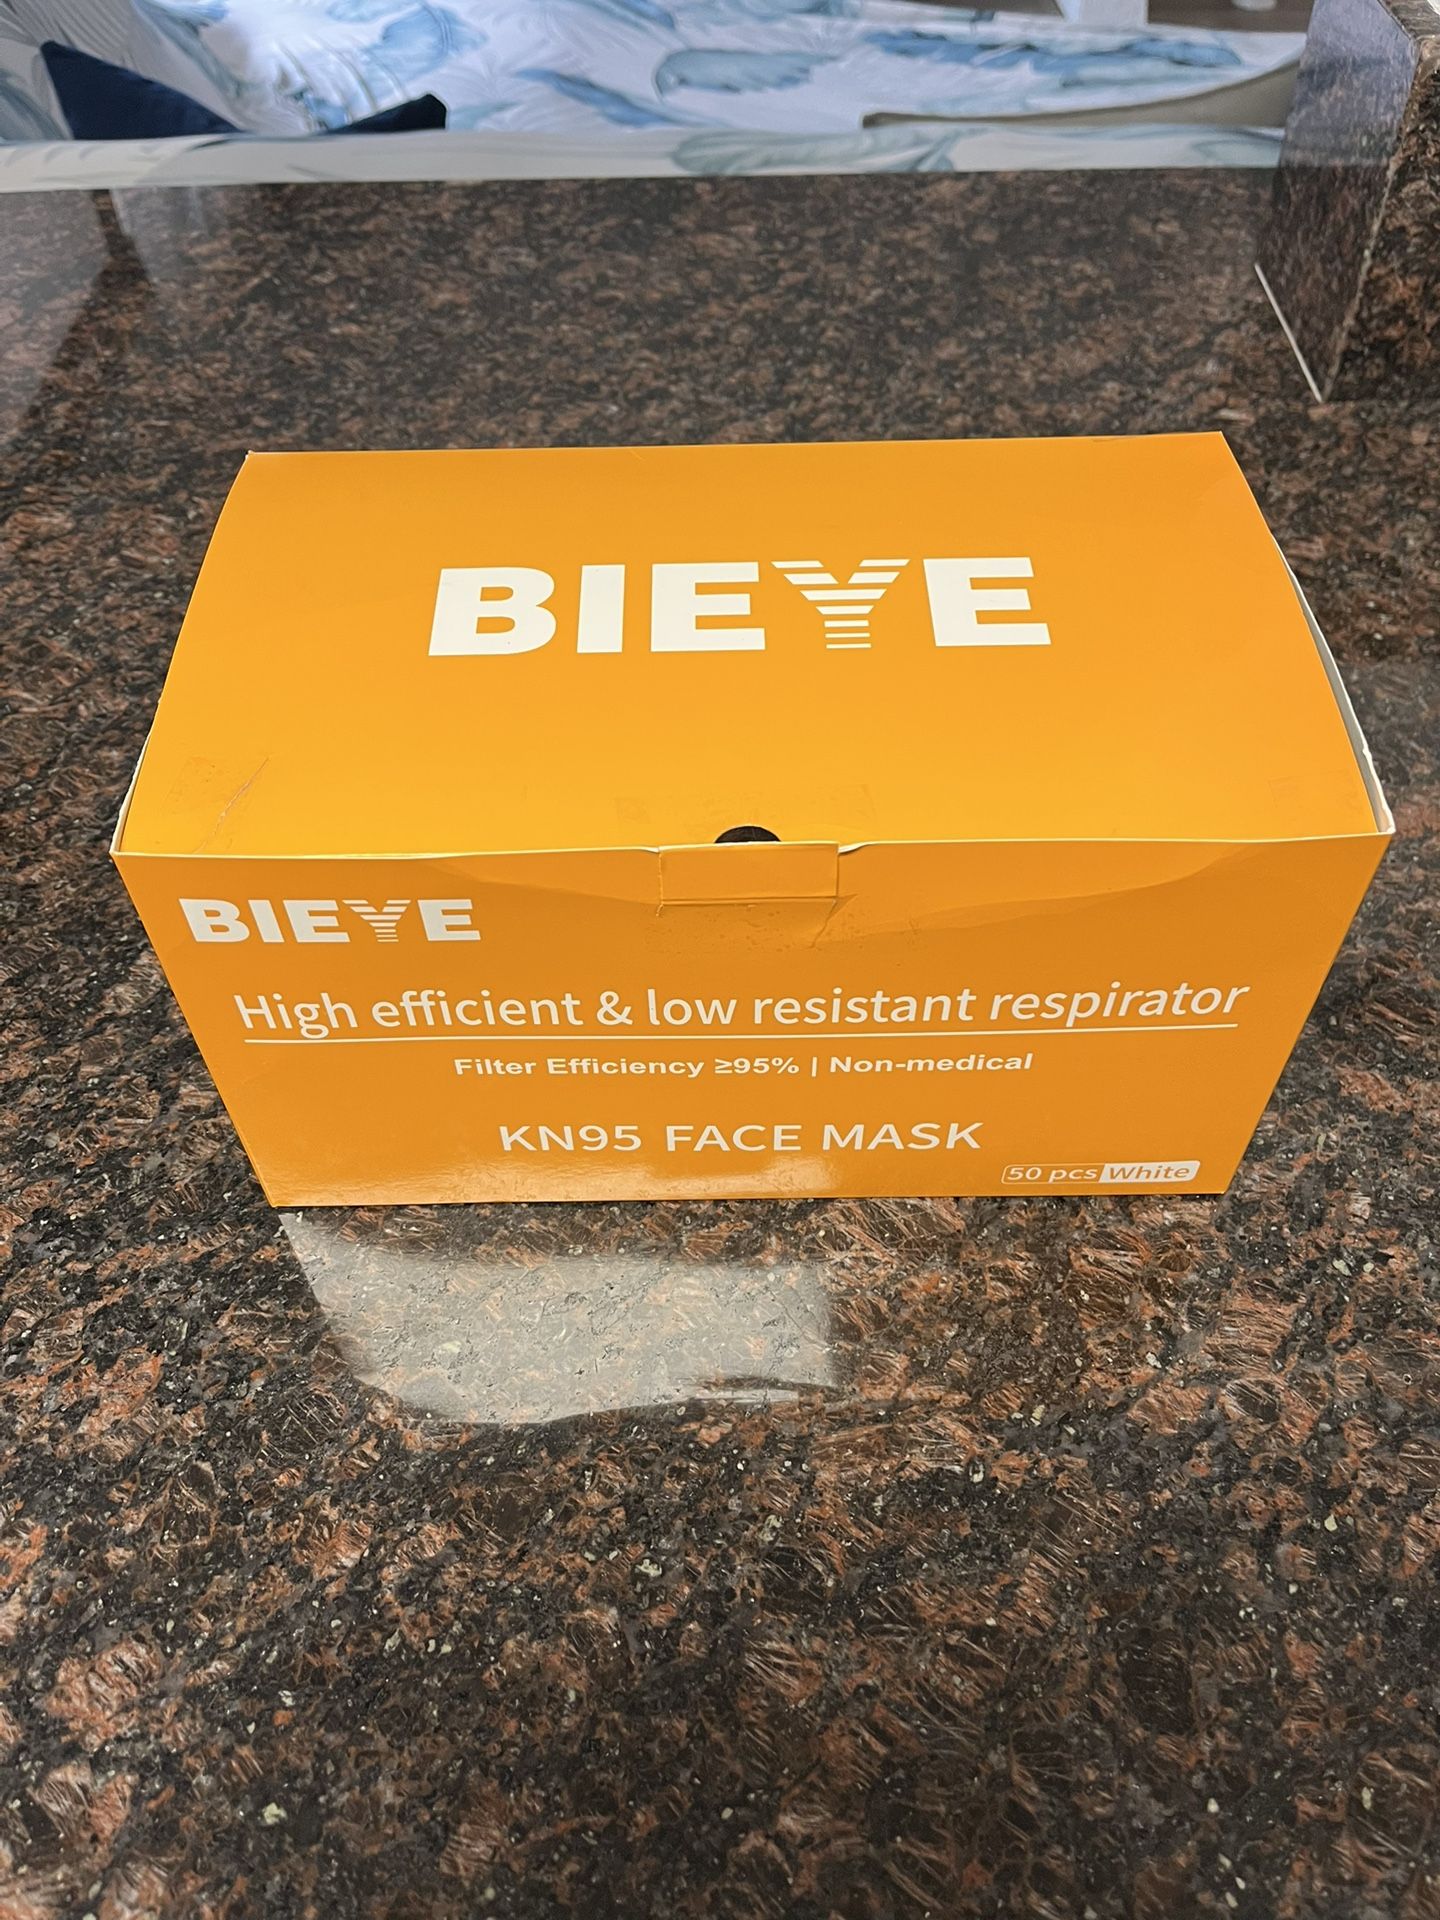 BIEYE
BIEYE
High efficient & low resistant respirator
Filter Efficiency ≥95% | Non-medical
KN95 FACE MASK
50 pcs White